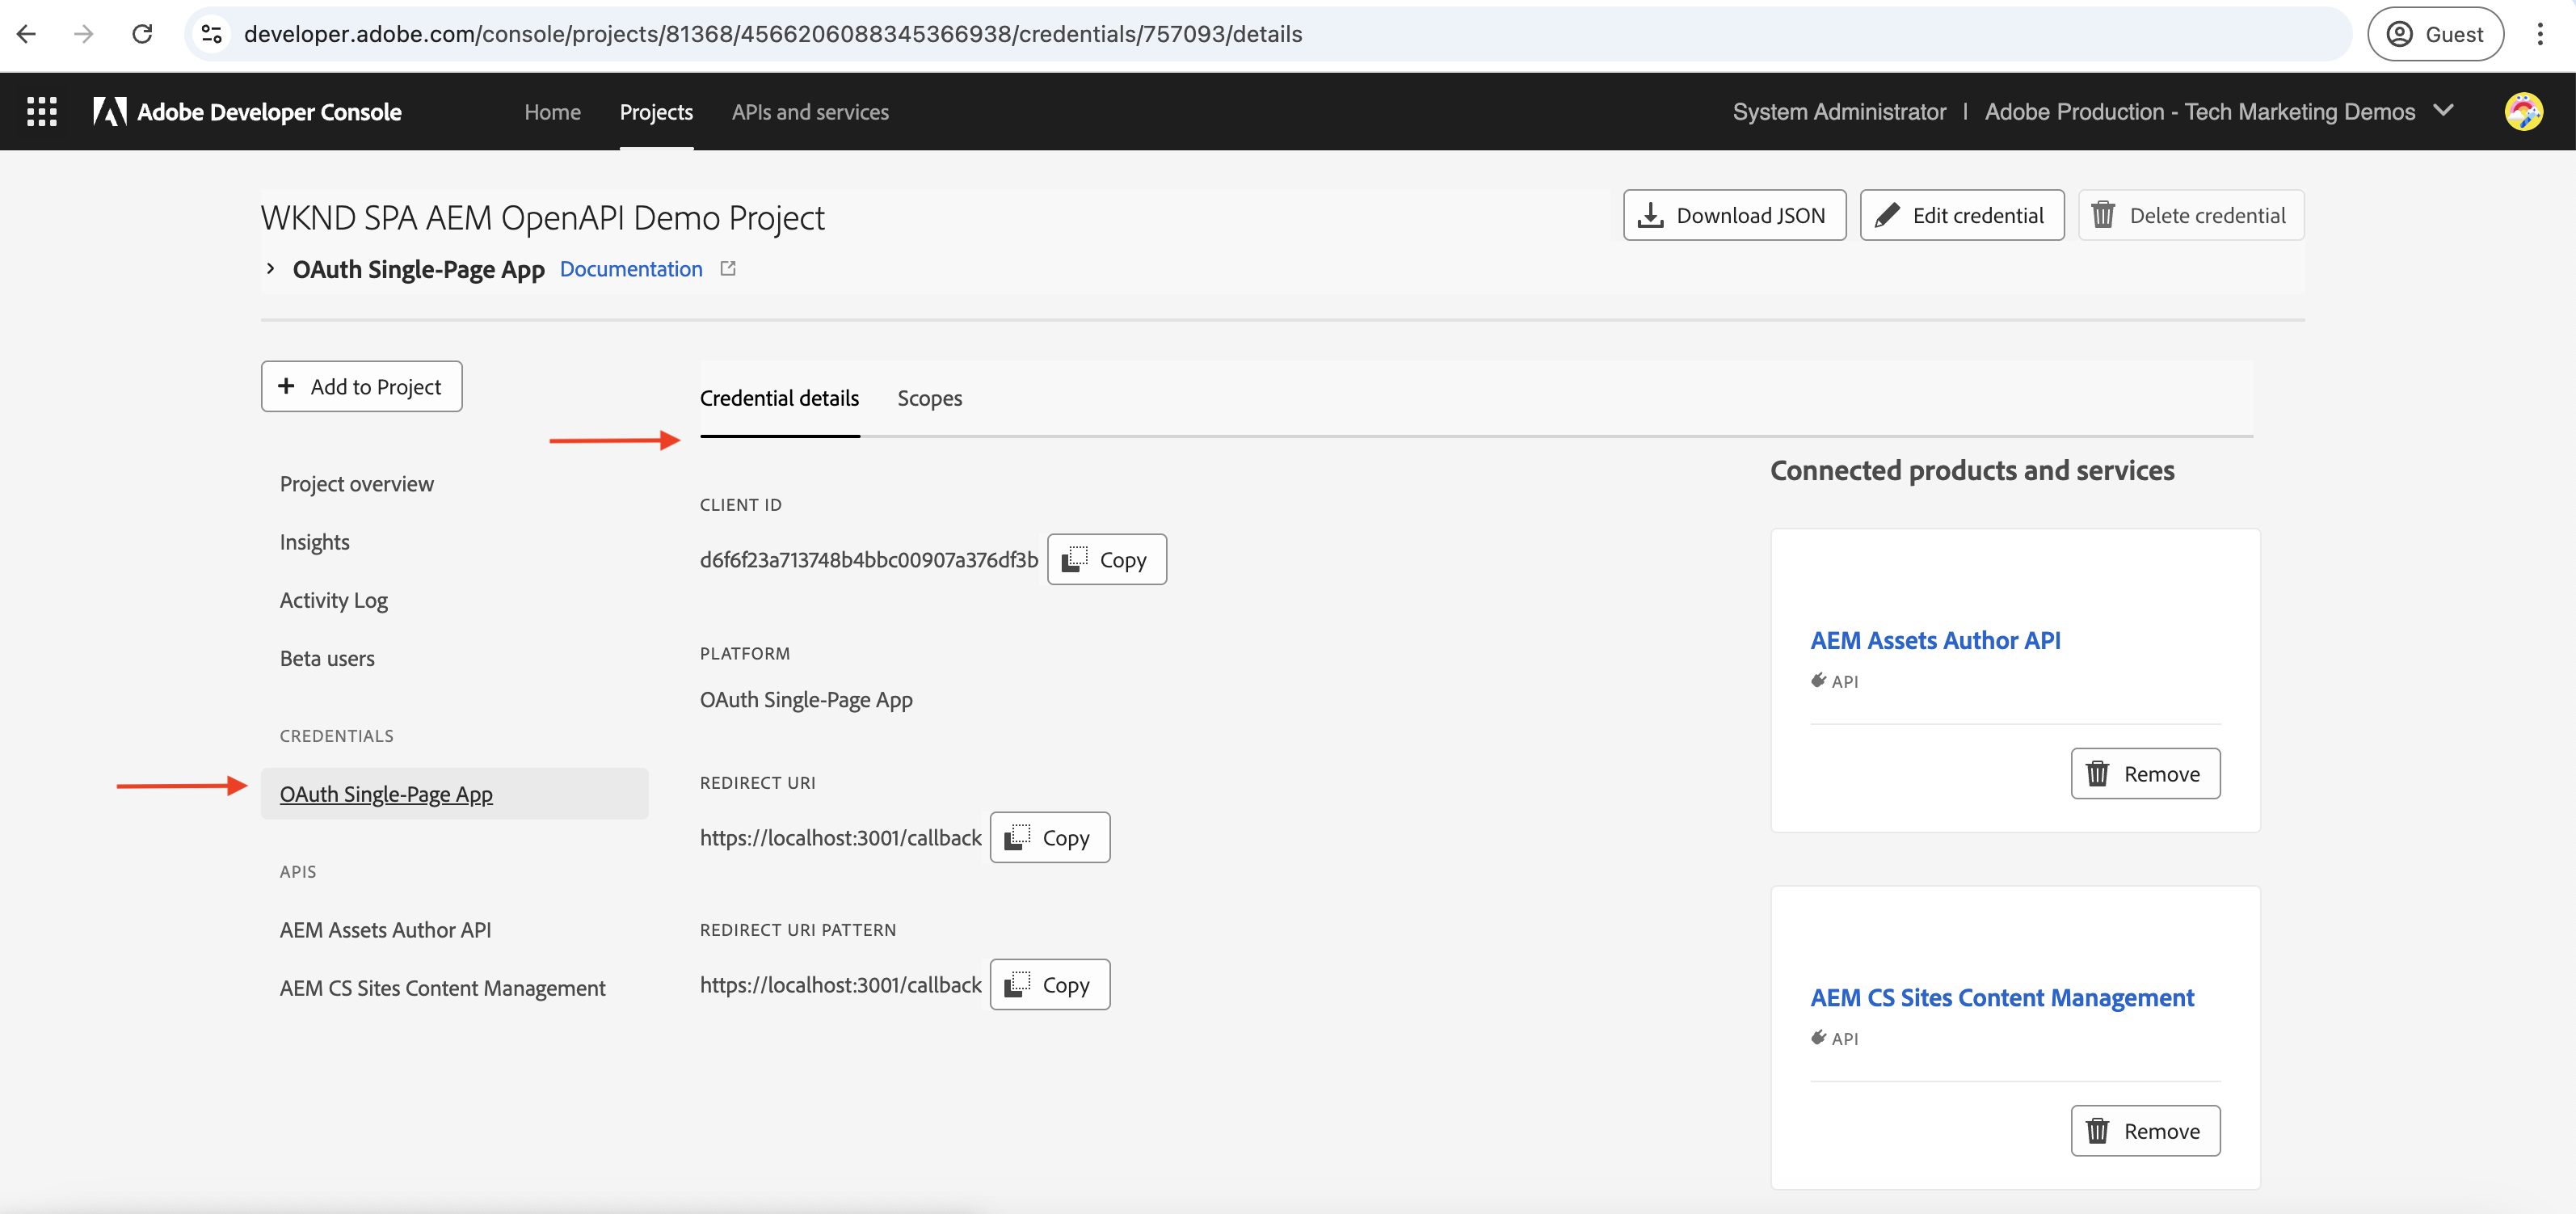 developer.adobe.com/console/projects/81368/4566206088345366938/credentials/757093/details
Guest
Adobe Developer Console
Home
Projects
APIs and services
System Administrator | Adobe Production - Tech Marketing Demos
WKND SPA AEM OpenAPI Demo Project
Download JSON
Edit credential
Delete credential
OAuth Single-Page App
Documentation
Add to Project
Credential details
Scopes
Project overview
Insights
Activity Log
Beta users
CREDENTIALS
OAuth Single-Page App
APIS
AEM Assets Author API
AEM CS Sites Content Management
CLIENT ID
d6f6f23a713748b4bbc00907a376df3b
Copy
PLATFORM
OAuth Single-Page App
REDIRECT URI
https://localhost:3001/callback
Copy
REDIRECT URI PATTERN
https://localhost:3001/callback
Copy
Connected products and services
AEM Assets Author API
API
Remove
AEM CS Sites Content Management
API
Remove